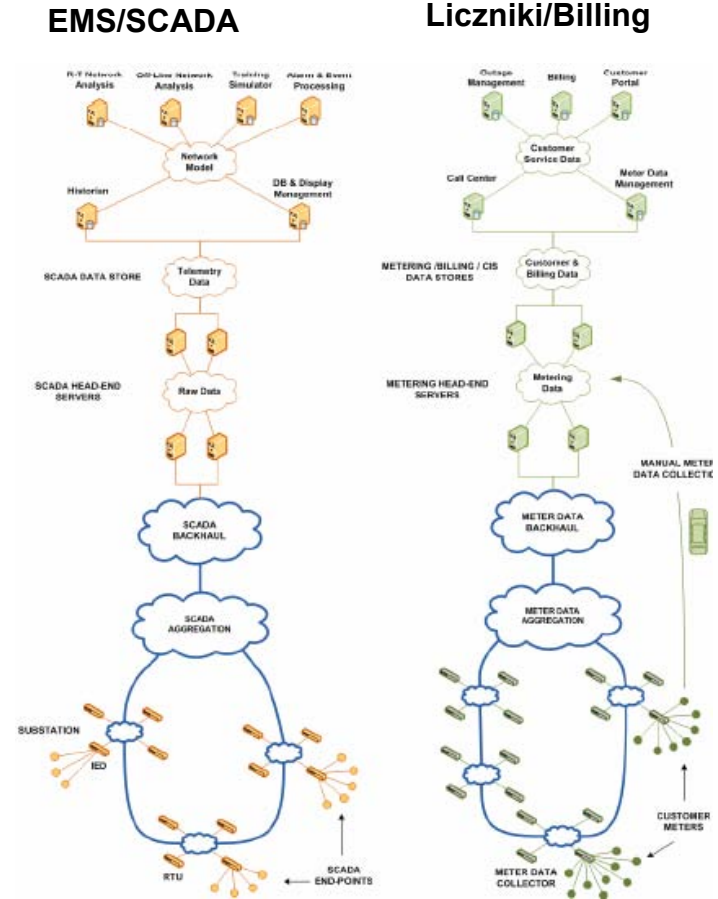 EMS/SCADA
R-T Network
Analysis
Off-Line Network
Analysis
Training
Simulator
Alarm & Event
Processing
Network
Model
Historian
DB & Display
Management
SCADA DATA STORE
Telemetry
Data
SCADA HEAD-END
SERVERS
Raw Data
SCADA
BACKHAUL
SCADA
AGGREGATION
SUBSTATION
IED
RTU
SCADA
END-POINTS
Liczniki/Billing
Outage
Management
Billing
Customer
Portal
Customer
Service Data
Call Center
Meter Data
Management
METERING /BILLING / CIS
DATA STORES
Customer &
Billing Data
METERING HEAD-END
SERVERS
Metering
Data
MANUAL METER
DATA COLLECTIO
METER DATA
BACKHAUL
METER DATA
AGGREGATION
CUSTOMER
METERS
METER DATA
COLLECTOR